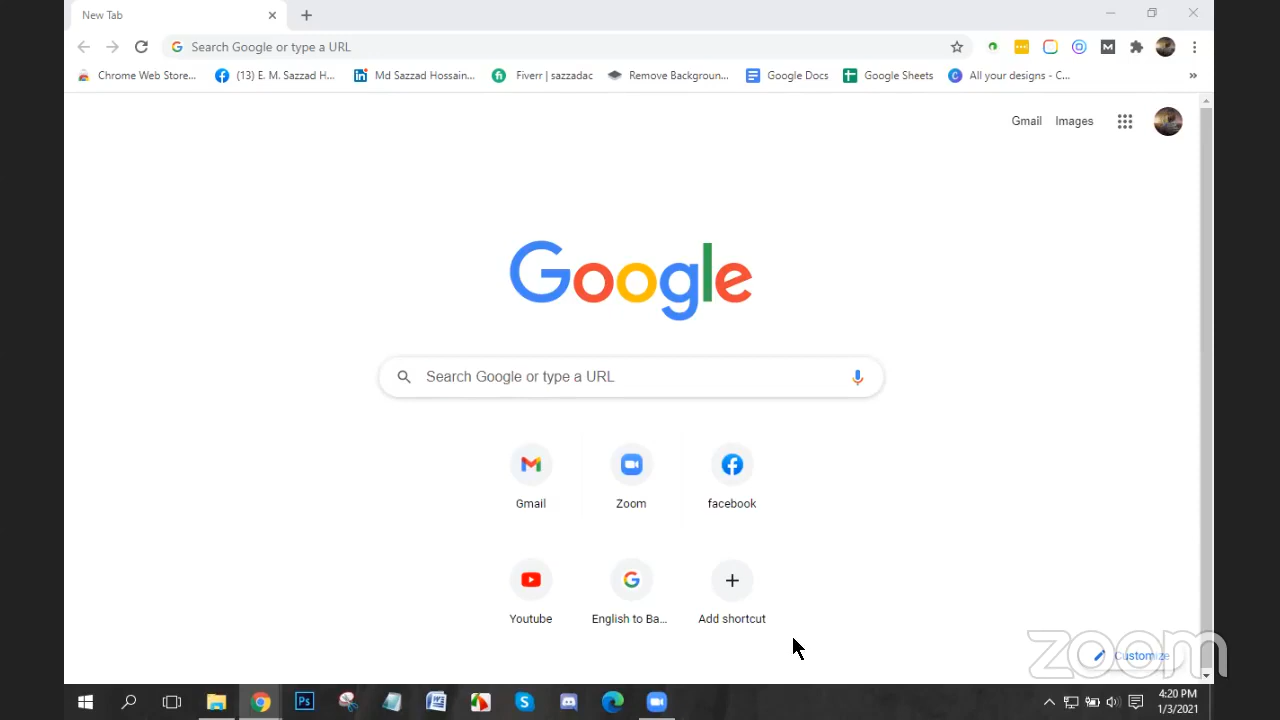 New Tab
Search Google or type a URL
Chrome Web Store... (13) E. M. Sazzad H... Md Sazzad Hossain... Fiverr | sazzadac Remove Backgroun... Google Docs Google Sheets All your designs - C... »
Gmail Images
Google
Search Google or type a URL
Gmail Zoom facebook
Youtube English to Ba... Add shortcut
Customize
zoom
4:20 PM
1/3/2021